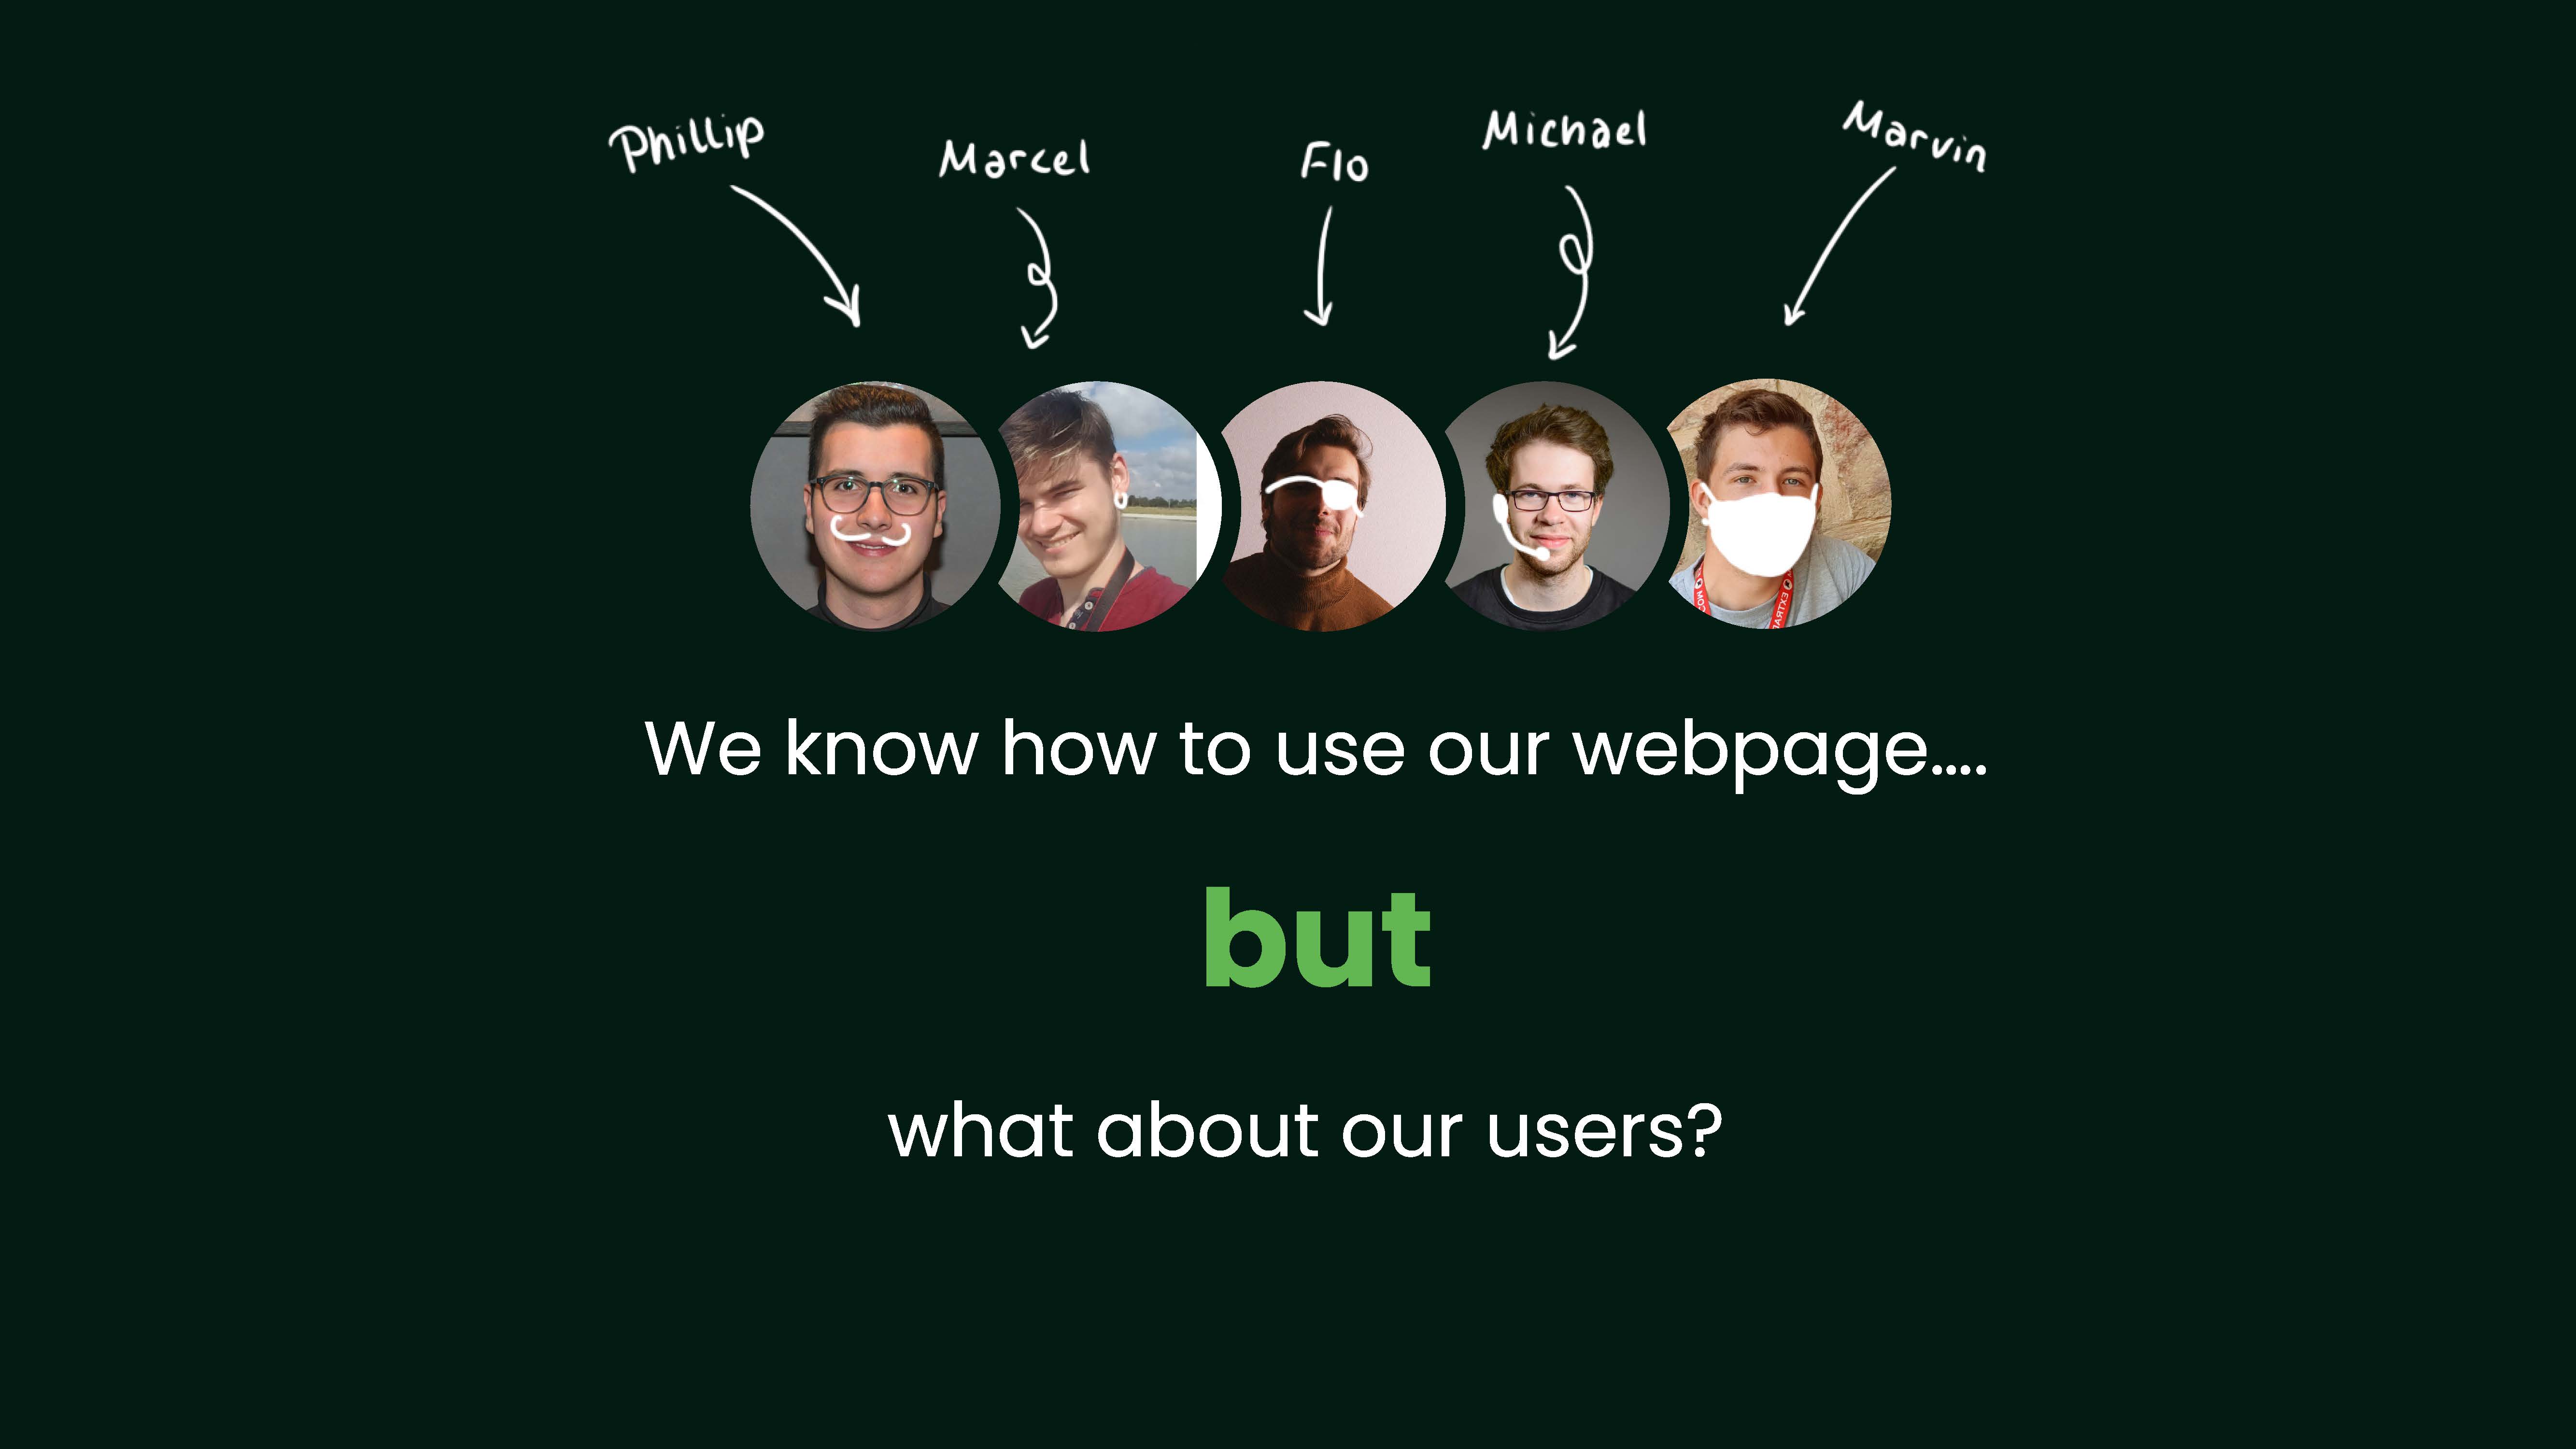 Phillip
Marcel
Flo
Michael
Marvin
We know how to use our webpage....
but
what about our users?